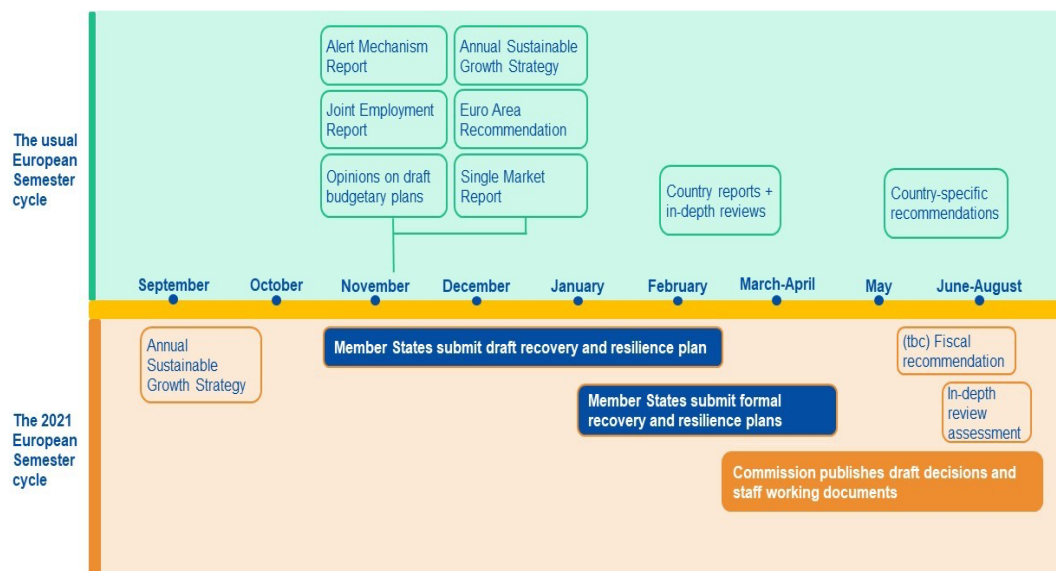 The usual
European
Semester
cycle
Alert Mechanism
Report
Annual Sustainable
Growth Strategy
Joint Employment
Report
Euro Area
Recommendation
Opinions on draft
budgetary plans
Single Market
Report
Country reports +
in-depth reviews
Country-specific
recommendations
September
October
November
December
January
February
March-April
May
June-August
The 2021
European
Semester
cycle
Annual
Sustainable
Growth Strategy
Member States submit draft recovery and resilience plan
(tbc) Fiscal
recommendation
Member States submit formal
recovery and resilience plans
In-depth
review
assessment
Commission publishes draft decisions and
staff working documents